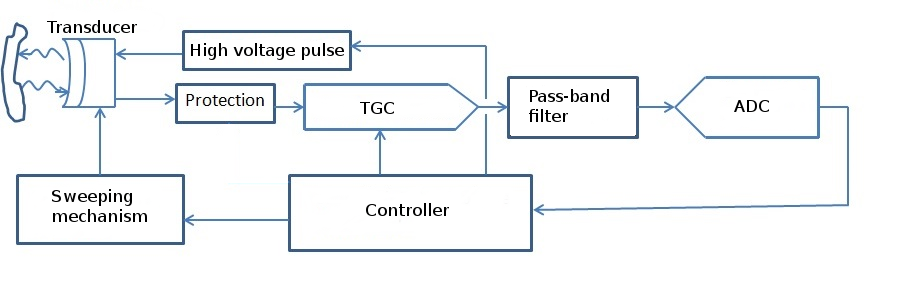 Transducer
High voltage pulse
Protection
TGC
Pass-band
filter
ADC
Sweeping
mechanism
Controller